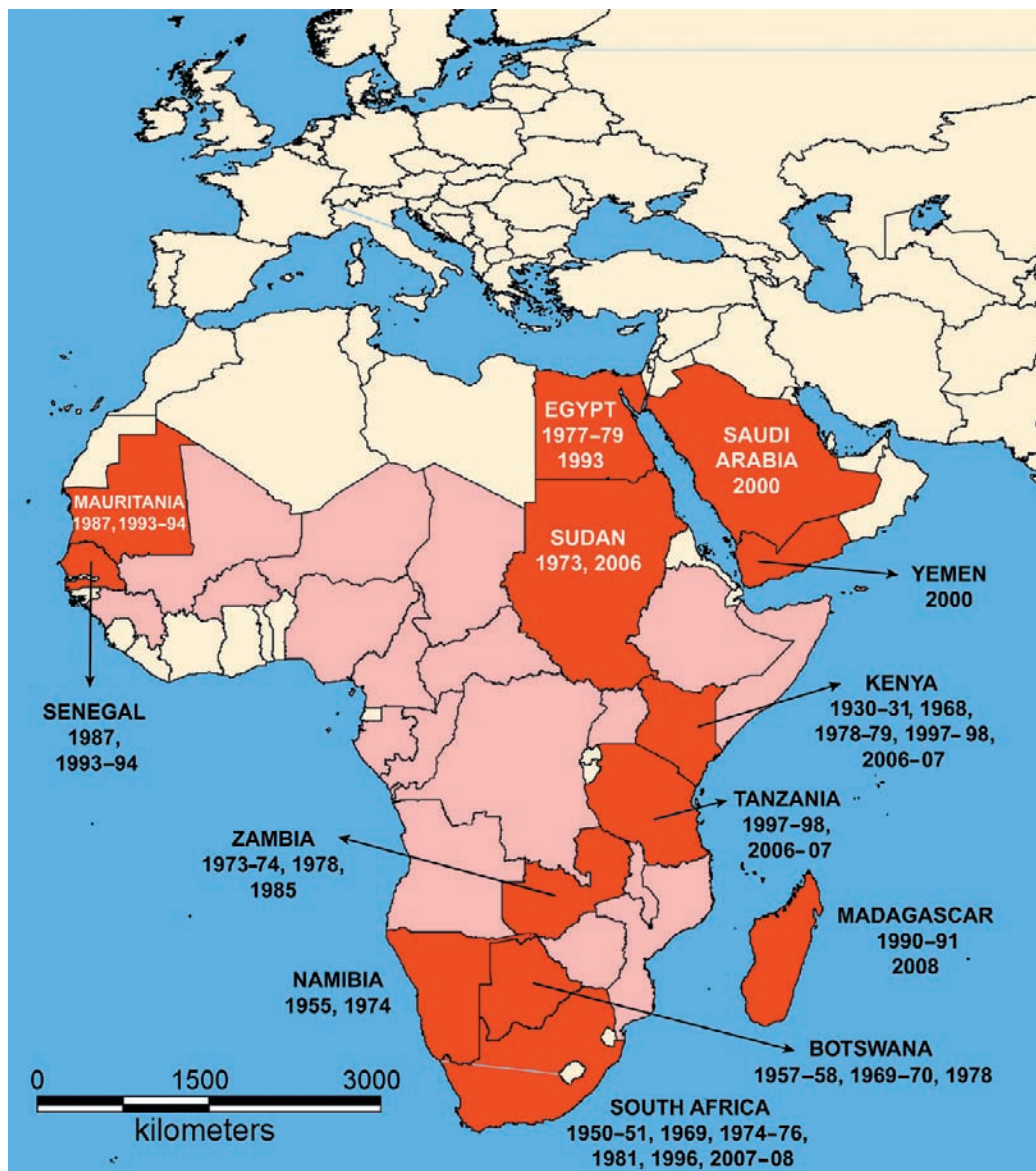 EGYPT
1977–79
1993
SAUDI
ARABIA
2000
MAURITANIA
1987, 1993–94
SUDAN
1973, 2006
YEMEN
2000
SENEGAL
1987,
1993–94
KENYA
1930–31, 1968,
1978–79, 1997–98,
2006–07
TANZANIA
1997–98,
2006–07
ZAMBIA
1973–74, 1978,
1985
MADAGASCAR
1990–91
2008
NAMIBIA
1955, 1974
BOTSWANA
1957–58, 1969–70, 1978
0 1500 3000
kilometers
SOUTH AFRICA
1950–51, 1969, 1974–76,
1981, 1996, 2007–08